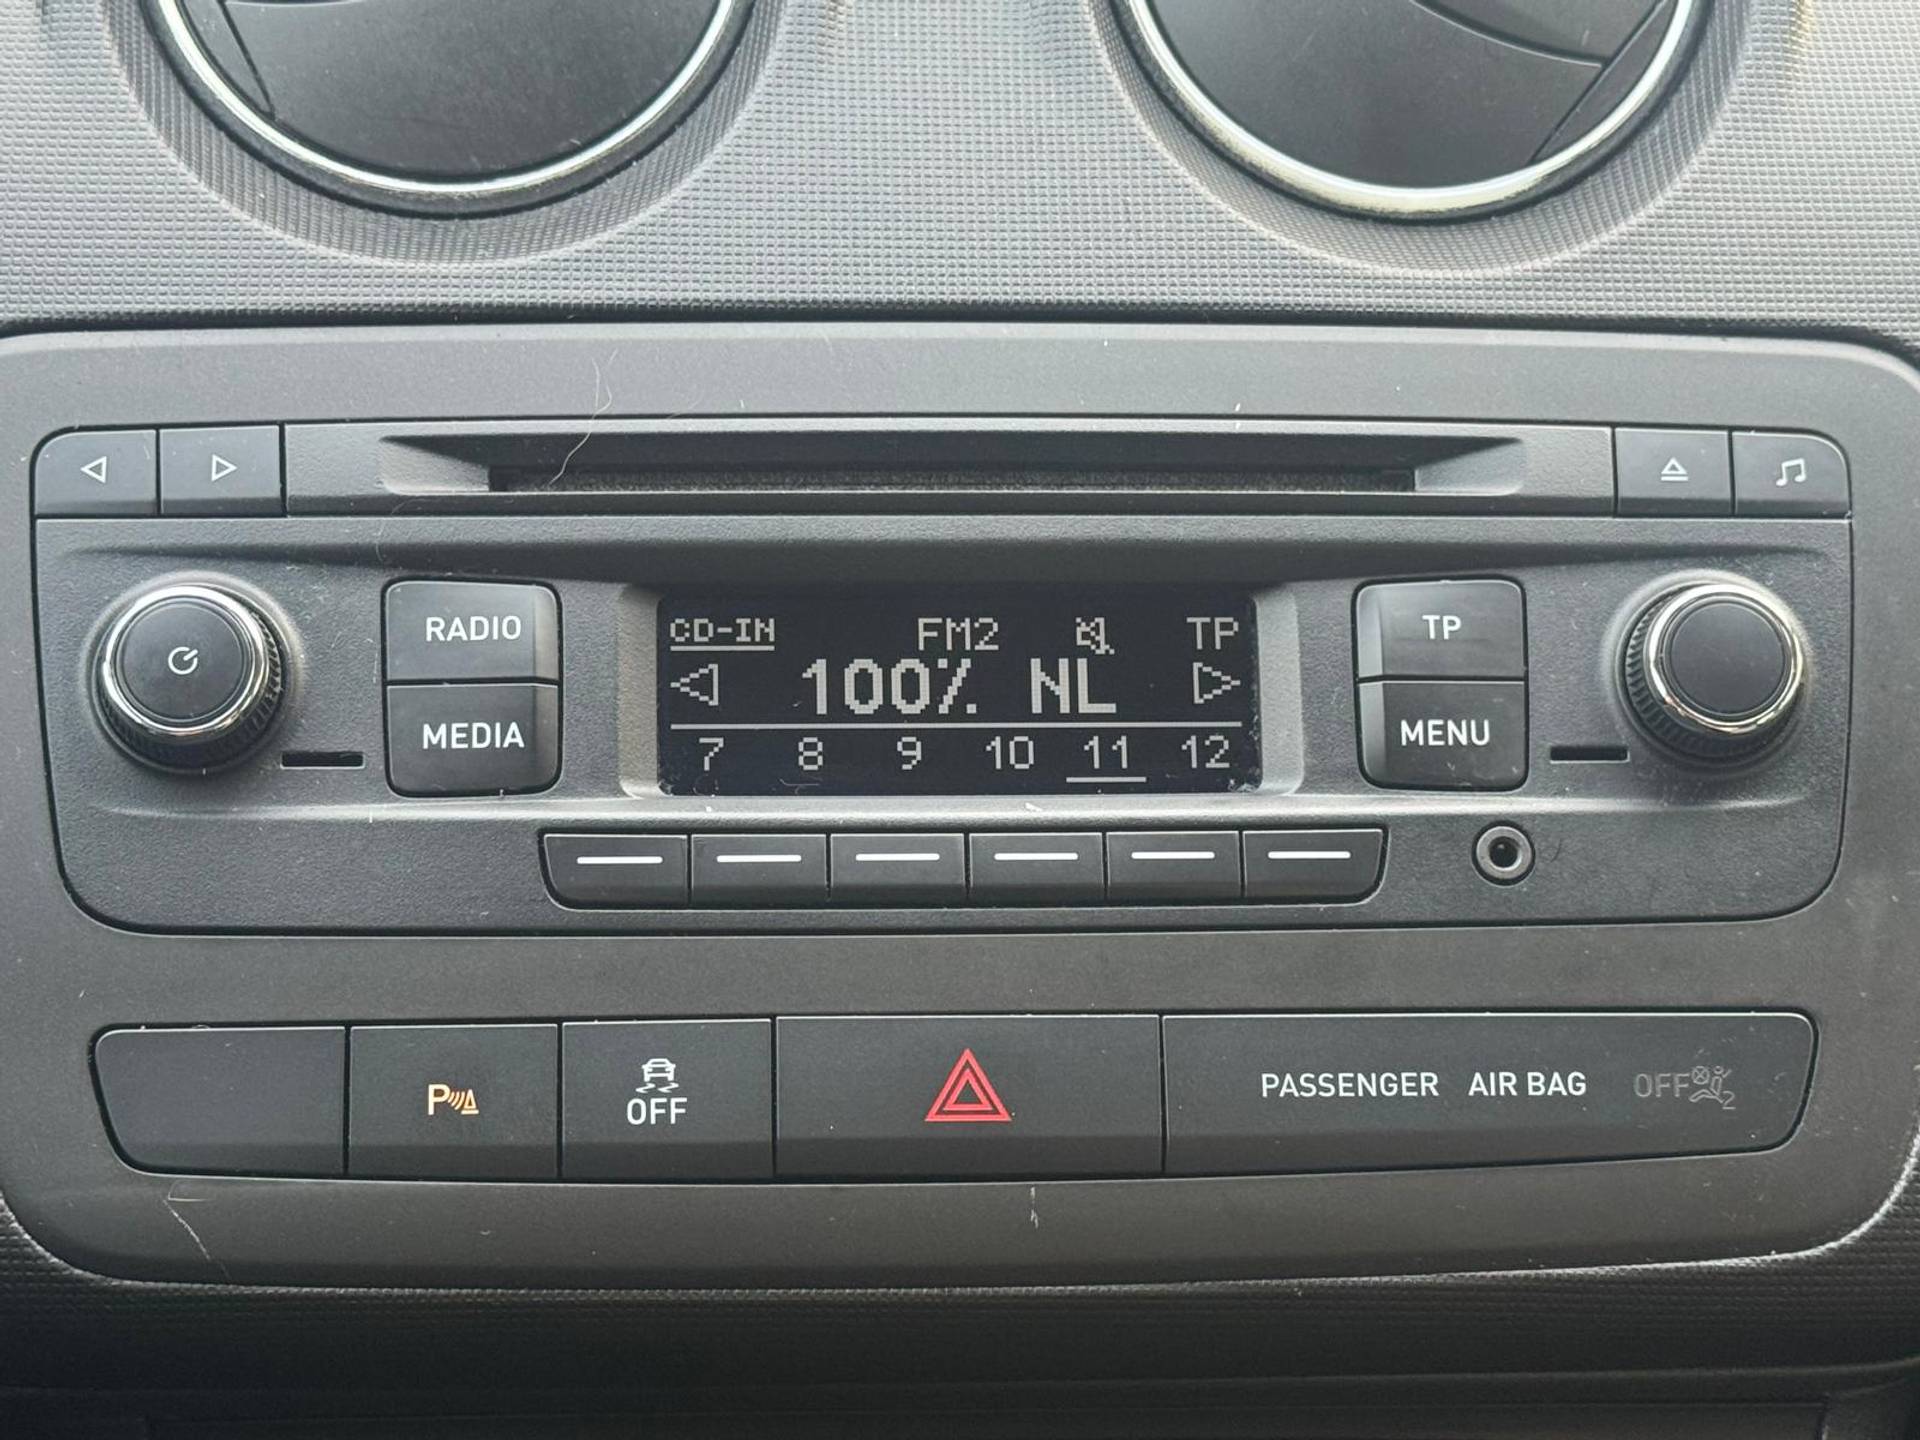 RADIO
MEDIA
CD-IN FM2 TP
100% NL
7 8 9 10 11 12
TP
MENU
P
OFF
PASSENGER AIR BAG OFF
2